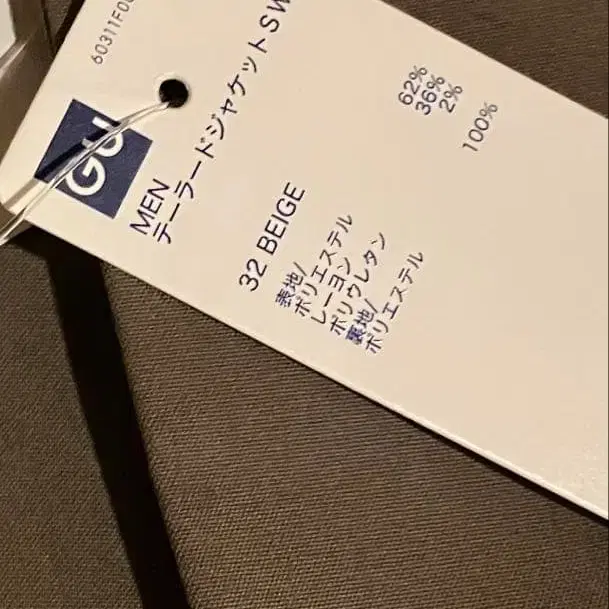 60311F0
GU
MEN
テーラードジャケットSW
32 BEIGE
表地/
ポリエステル 62%
レーヨン 36%
ポリウレタン 2%
裏地/
ポリエステル 100%